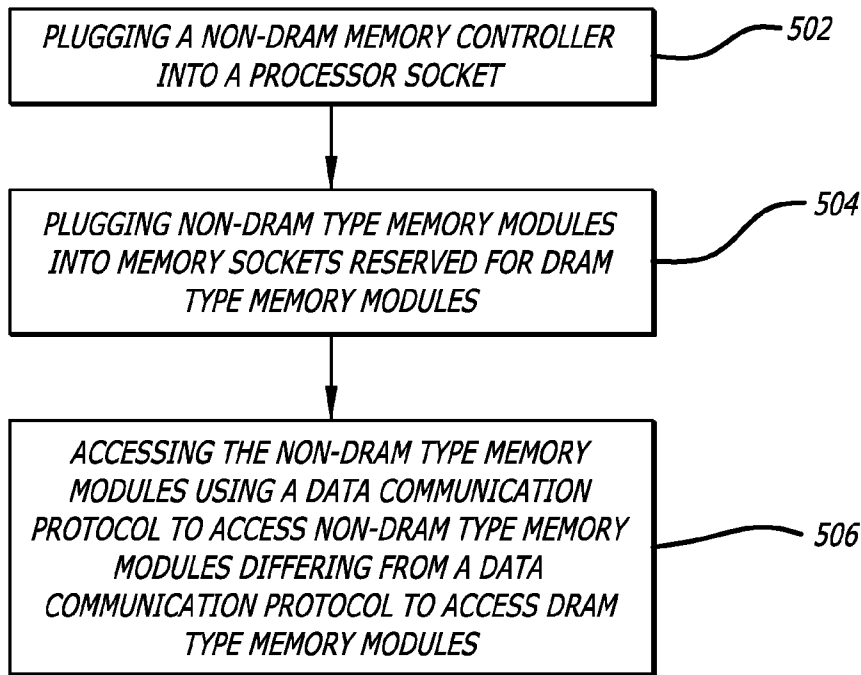 PLUGGING A NON-DRAM MEMORY CONTROLLER
INTO A PROCESSOR SOCKET
502
PLUGGING NON-DRAM TYPE MEMORY MODULES
INTO MEMORY SOCKETS RESERVED FOR DRAM
TYPE MEMORY MODULES
504
ACCESSING THE NON-DRAM TYPE MEMORY
MODULES USING A DATA COMMUNICATION
PROTOCOL TO ACCESS NON-DRAM TYPE MEMORY
MODULES DIFFERING FROM A DATA
COMMUNICATION PROTOCOL TO ACCESS DRAM
TYPE MEMORY MODULES
506